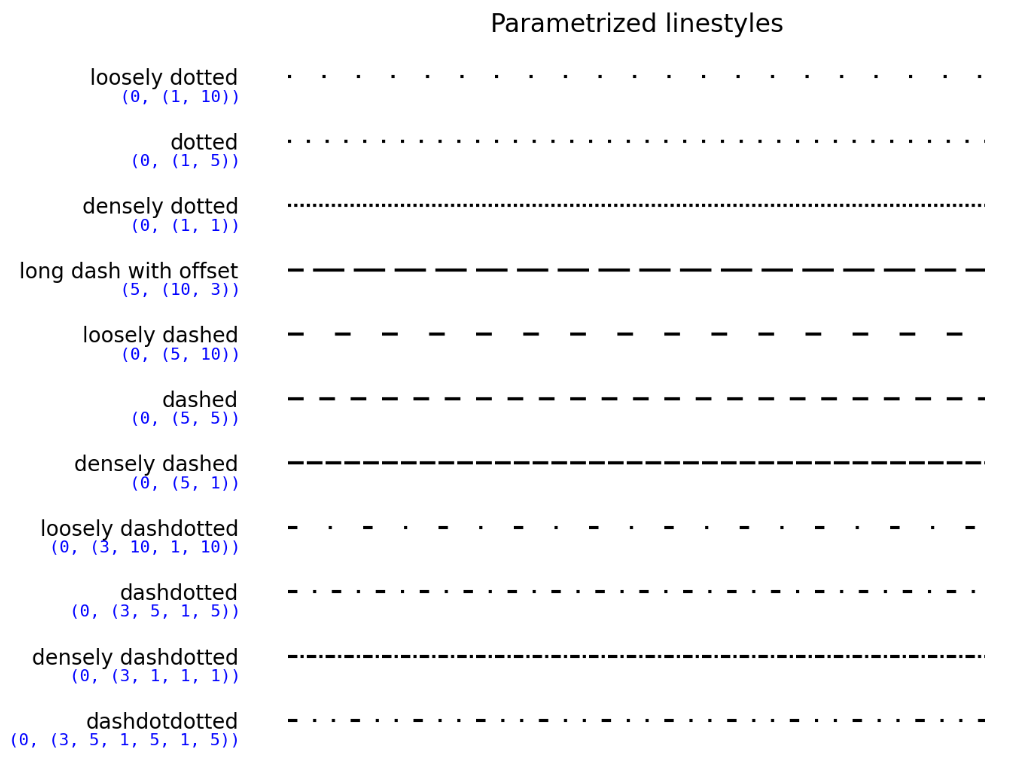 Parametrized linestyles
loosely dotted
(0, (1, 10))
dotted
(0, (1, 5))
densely dotted
(0, (1, 1))
long dash with offset
(5, (10, 3))
loosely dashed
(0, (5, 10))
dashed
(0, (5, 5))
densely dashed
(0, (5, 1))
loosely dashdotted
(0, (3, 10, 1, 10))
dashdotted
(0, (3, 5, 1, 5))
densely dashdotted
(0, (3, 1, 1, 1))
dashdotdotted
(0, (3, 5, 1, 5, 1, 5))